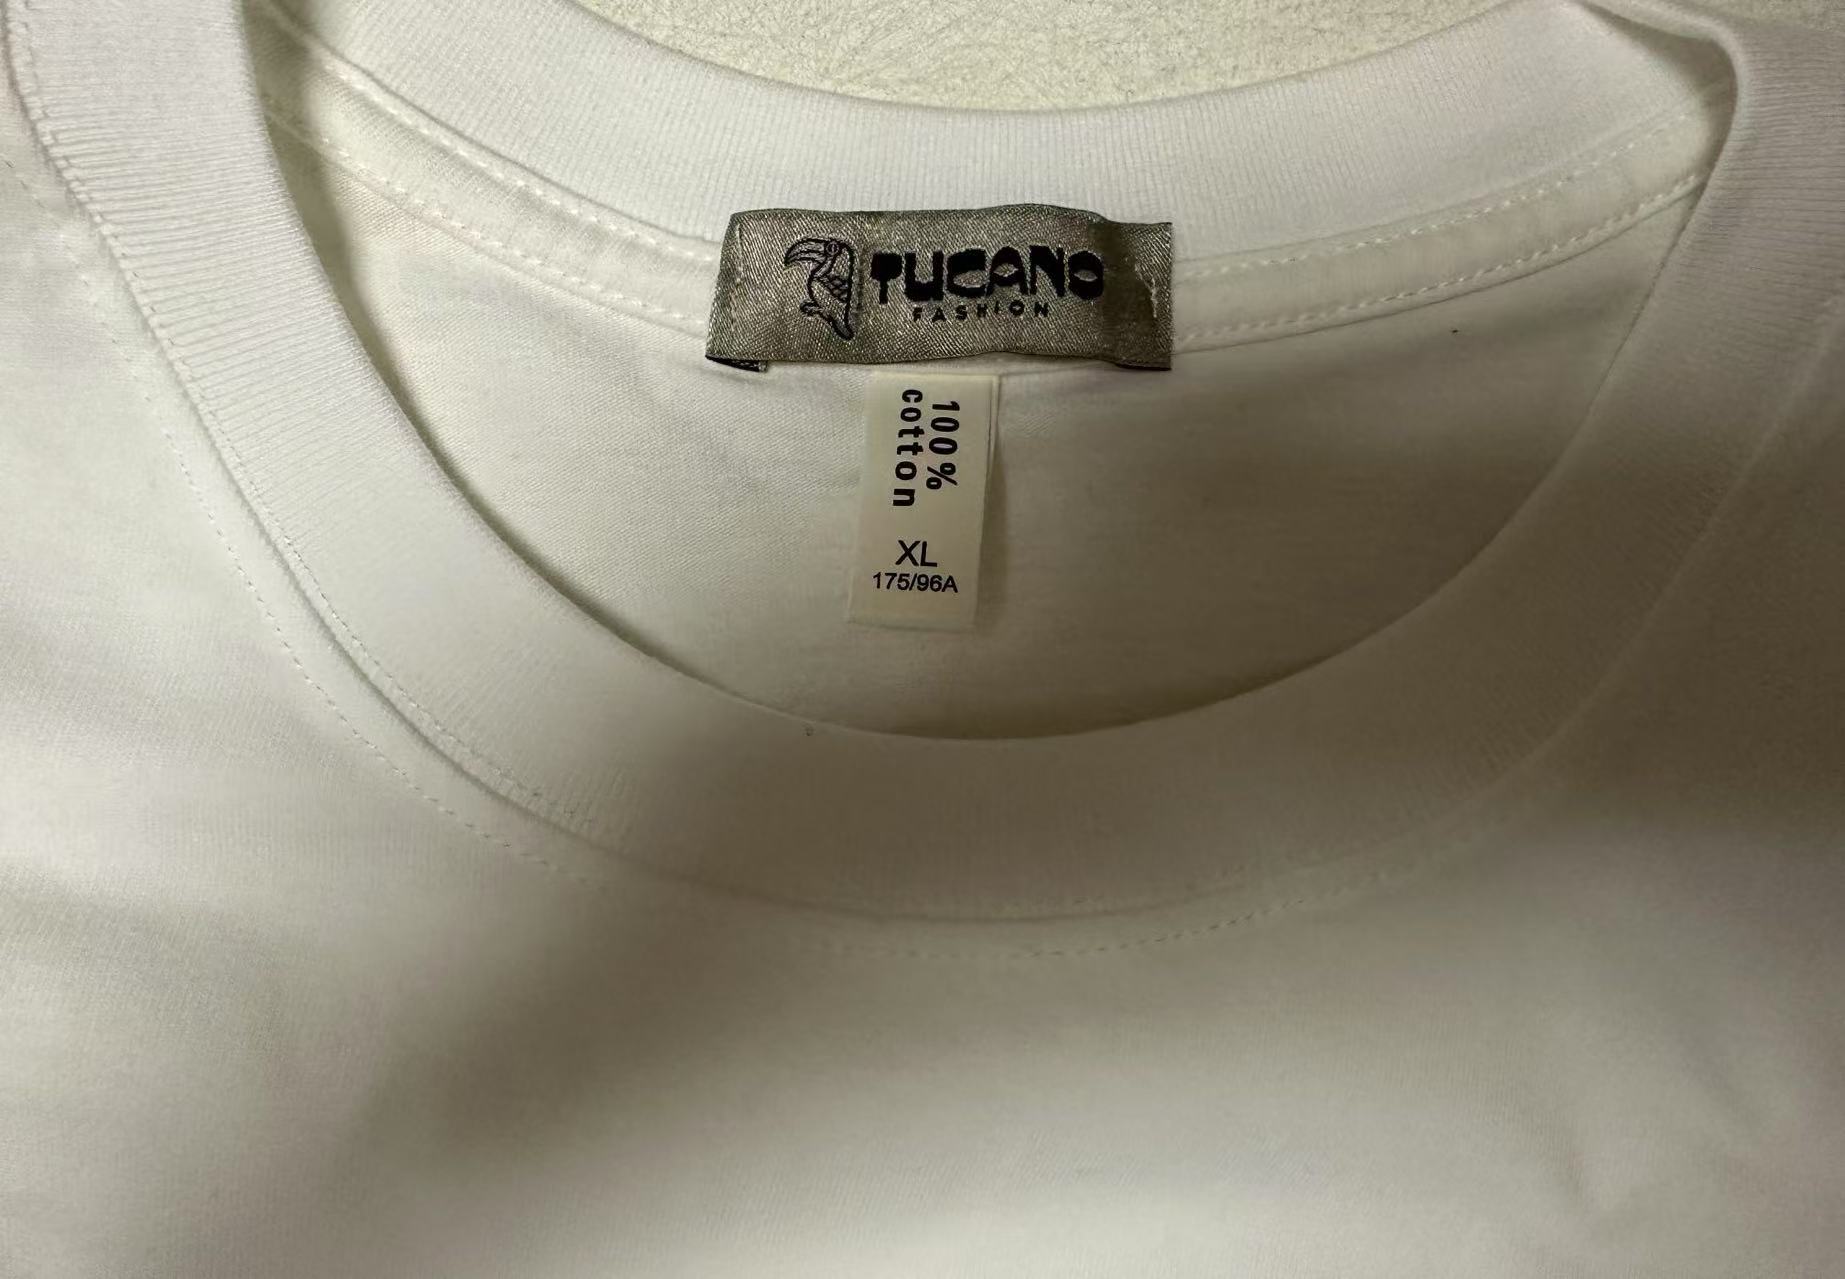 TUCANO
FASHION
100%
cotton
XL
175/96A